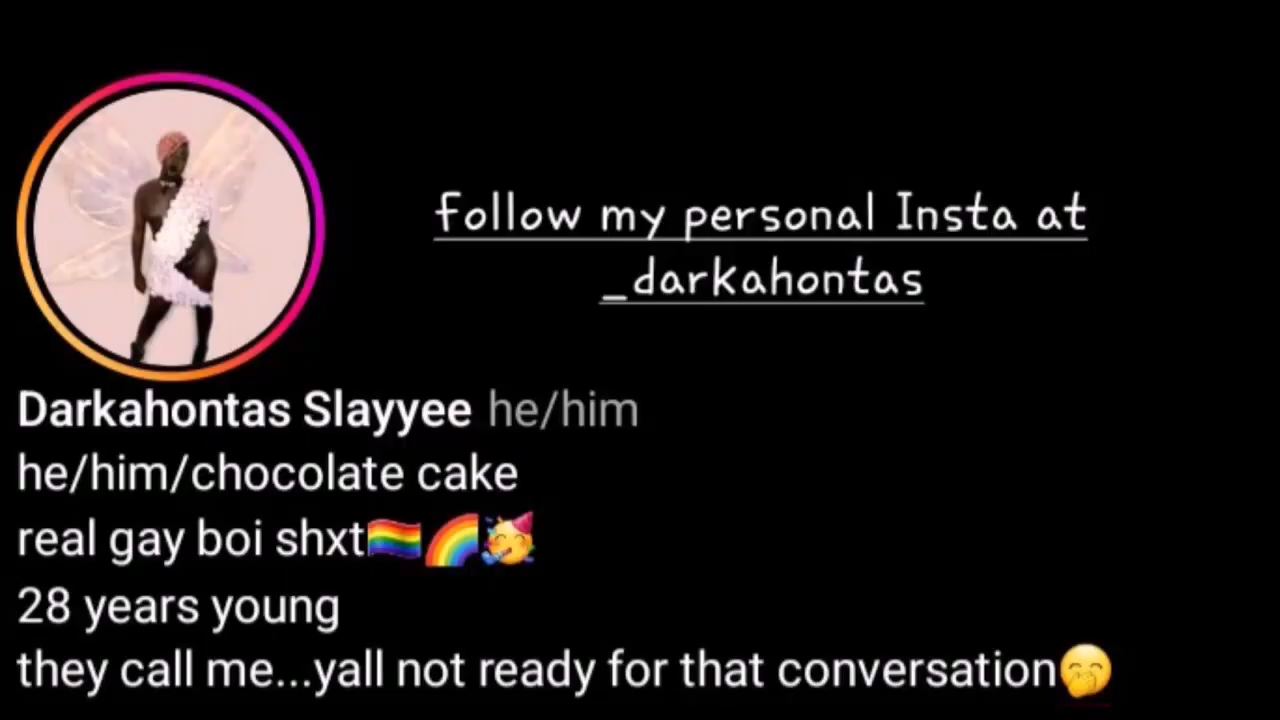 follow my personal Insta at
_darkahontas
Darkahontas Slayyee he/him
he/him/chocolate cake
real gay boi shxt🏳️‍🌈🌈🥳
28 years young
they call me...yall not ready for that conversation🤭